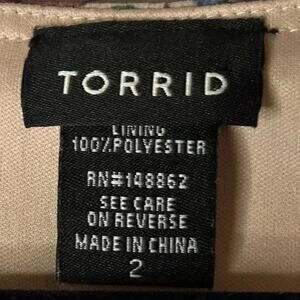 TORRID
LINING
100%POLYESTER
RN#148862
SEE CARE
ON REVERSE
MADE IN CHINA
2